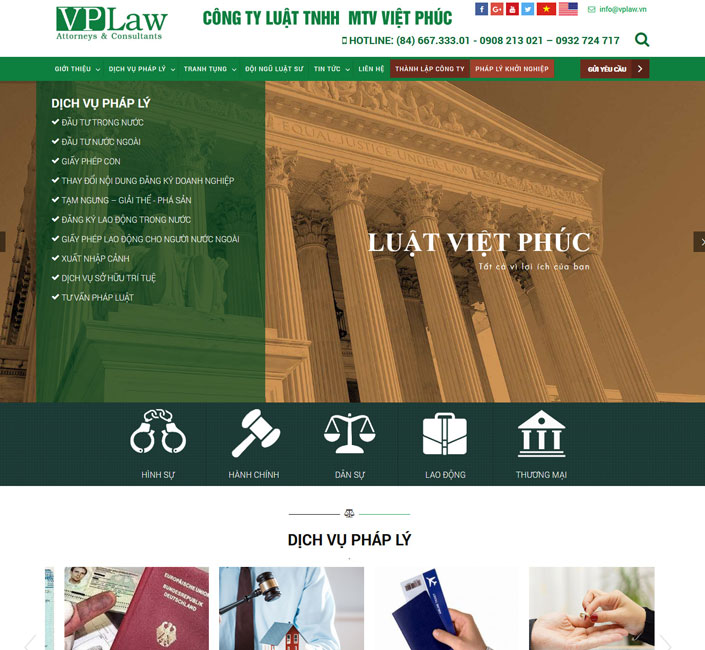 VPLaw
Attorneys & Consultants
CÔNG TY LUẬT TNHH MTV VIỆT PHÚC
info@vplaw.vn
HOTLINE: (84) 667.333.01 - 0908 213 021 – 0932 724 717
GIỚI THIỆU
DỊCH VỤ PHÁP LÝ
TRANH TỤNG
ĐỘI NGŨ LUẬT SƯ
TIN TỨC
LIÊN HỆ
THÀNH LẬP CÔNG TY
PHÁP LÝ KHỞI NGHIỆP
GỬI YÊU CẦU
DỊCH VỤ PHÁP LÝ
ĐẦU TƯ TRONG NƯỚC
ĐẦU TƯ NƯỚC NGOÀI
GIẤY PHÉP CON
THAY ĐỔI NỘI DUNG ĐĂNG KÝ DOANH NGHIỆP
TẠM NGƯNG – GIẢI THỂ - PHÁ SẢN
ĐĂNG KÝ LAO ĐỘNG TRONG NƯỚC
GIẤY PHÉP LAO ĐỘNG CHO NGƯỜI NƯỚC NGOÀI
XUẤT NHẬP CẢNH
DỊCH VỤ SỞ HỮU TRÍ TUỆ
TƯ VẤN PHÁP LUẬT
EQUAL JUSTICE UNDER LAW
LUẬT VIỆT PHÚC
Tất cả vì lợi ích của bạn
HÌNH SỰ
HÀNH CHÍNH
DÂN SỰ
LAO ĐỘNG
THƯƠNG MẠI
DỊCH VỤ PHÁP LÝ
EUROPÄISCHE UNION
BUNDESREPUBLIK
DEUTSCHLAND